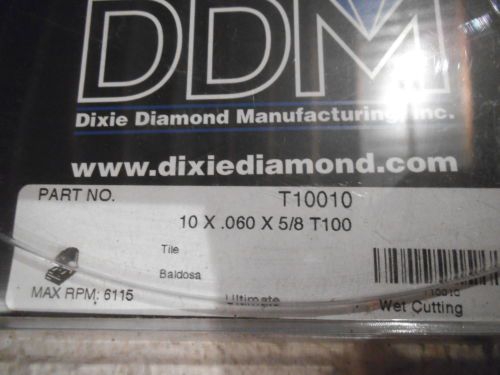 DDM
Dixie Diamond Manufacturing, Inc.
www.dixiediamond.com
PART NO. T10010
10 X .060 X 5/8 T100
Tile
Baldosa
MAX RPM: 6115
Ultimate
Wet Cutting